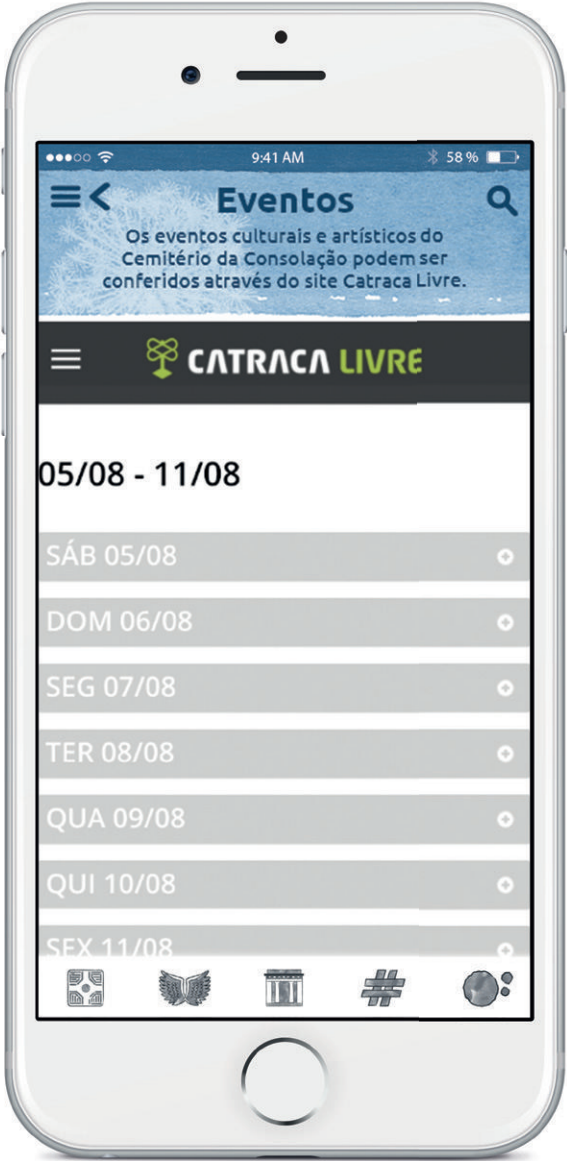 9:41 AM
58 %
Eventos
Os eventos culturais e artísticos do
Cemitério da Consolação podem ser
conferidos através do site Catraca Livre.
CATRACA LIVRE
05/08 - 11/08
SÁB 05/08
DOM 06/08
SEG 07/08
TER 08/08
QUA 09/08
QUI 10/08
SEX 11/08